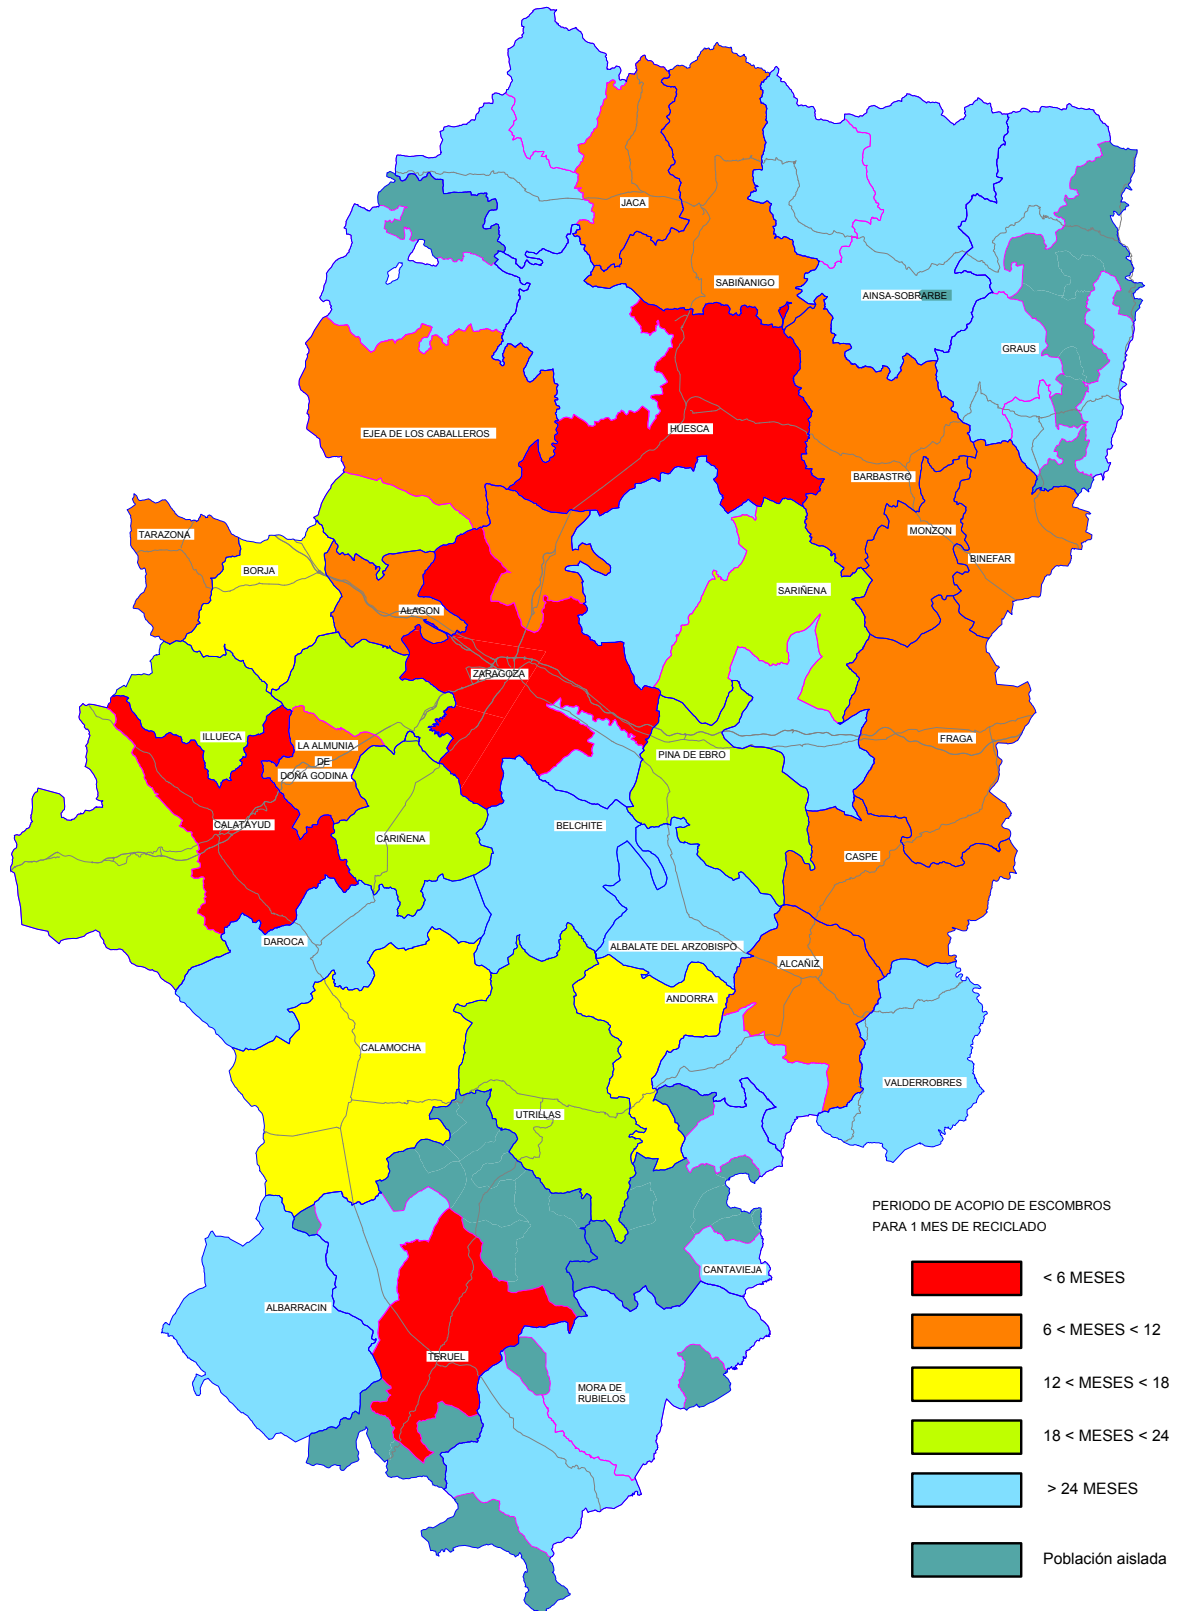 JACA
SABIÑANIGO
AINSA-SOBRARBE
GRAUS
HUESCA
EJEA DE LOS CABALLEROS
BARBASTRO
TARAZONA
MONZON
BINEFAR
BORJA
SARIÑENA
ALAGON
ZARAGOZA
ILLUECA
LA ALMUNIA
DE
DOÑA GODINA
FRAGA
PINA DE EBRO
CALATAYUD
BELCHITE
CARIÑENA
CASPE
DAROCA
ALBALATE DEL ARZOBISPO
ALCAÑIZ
ANDORRA
CALAMOCHA
VALDERROBRES
UTRILLAS
PERIODO DE ACOPIO DE ESCOMBROS
PARA 1 MES DE RECICLADO
CANTAVIEJA
< 6 MESES
ALBARRACIN
6 < MESES < 12
TERUEL
12 < MESES < 18
MORA DE
RUBIELOS
18 < MESES < 24
> 24 MESES
Población aislada